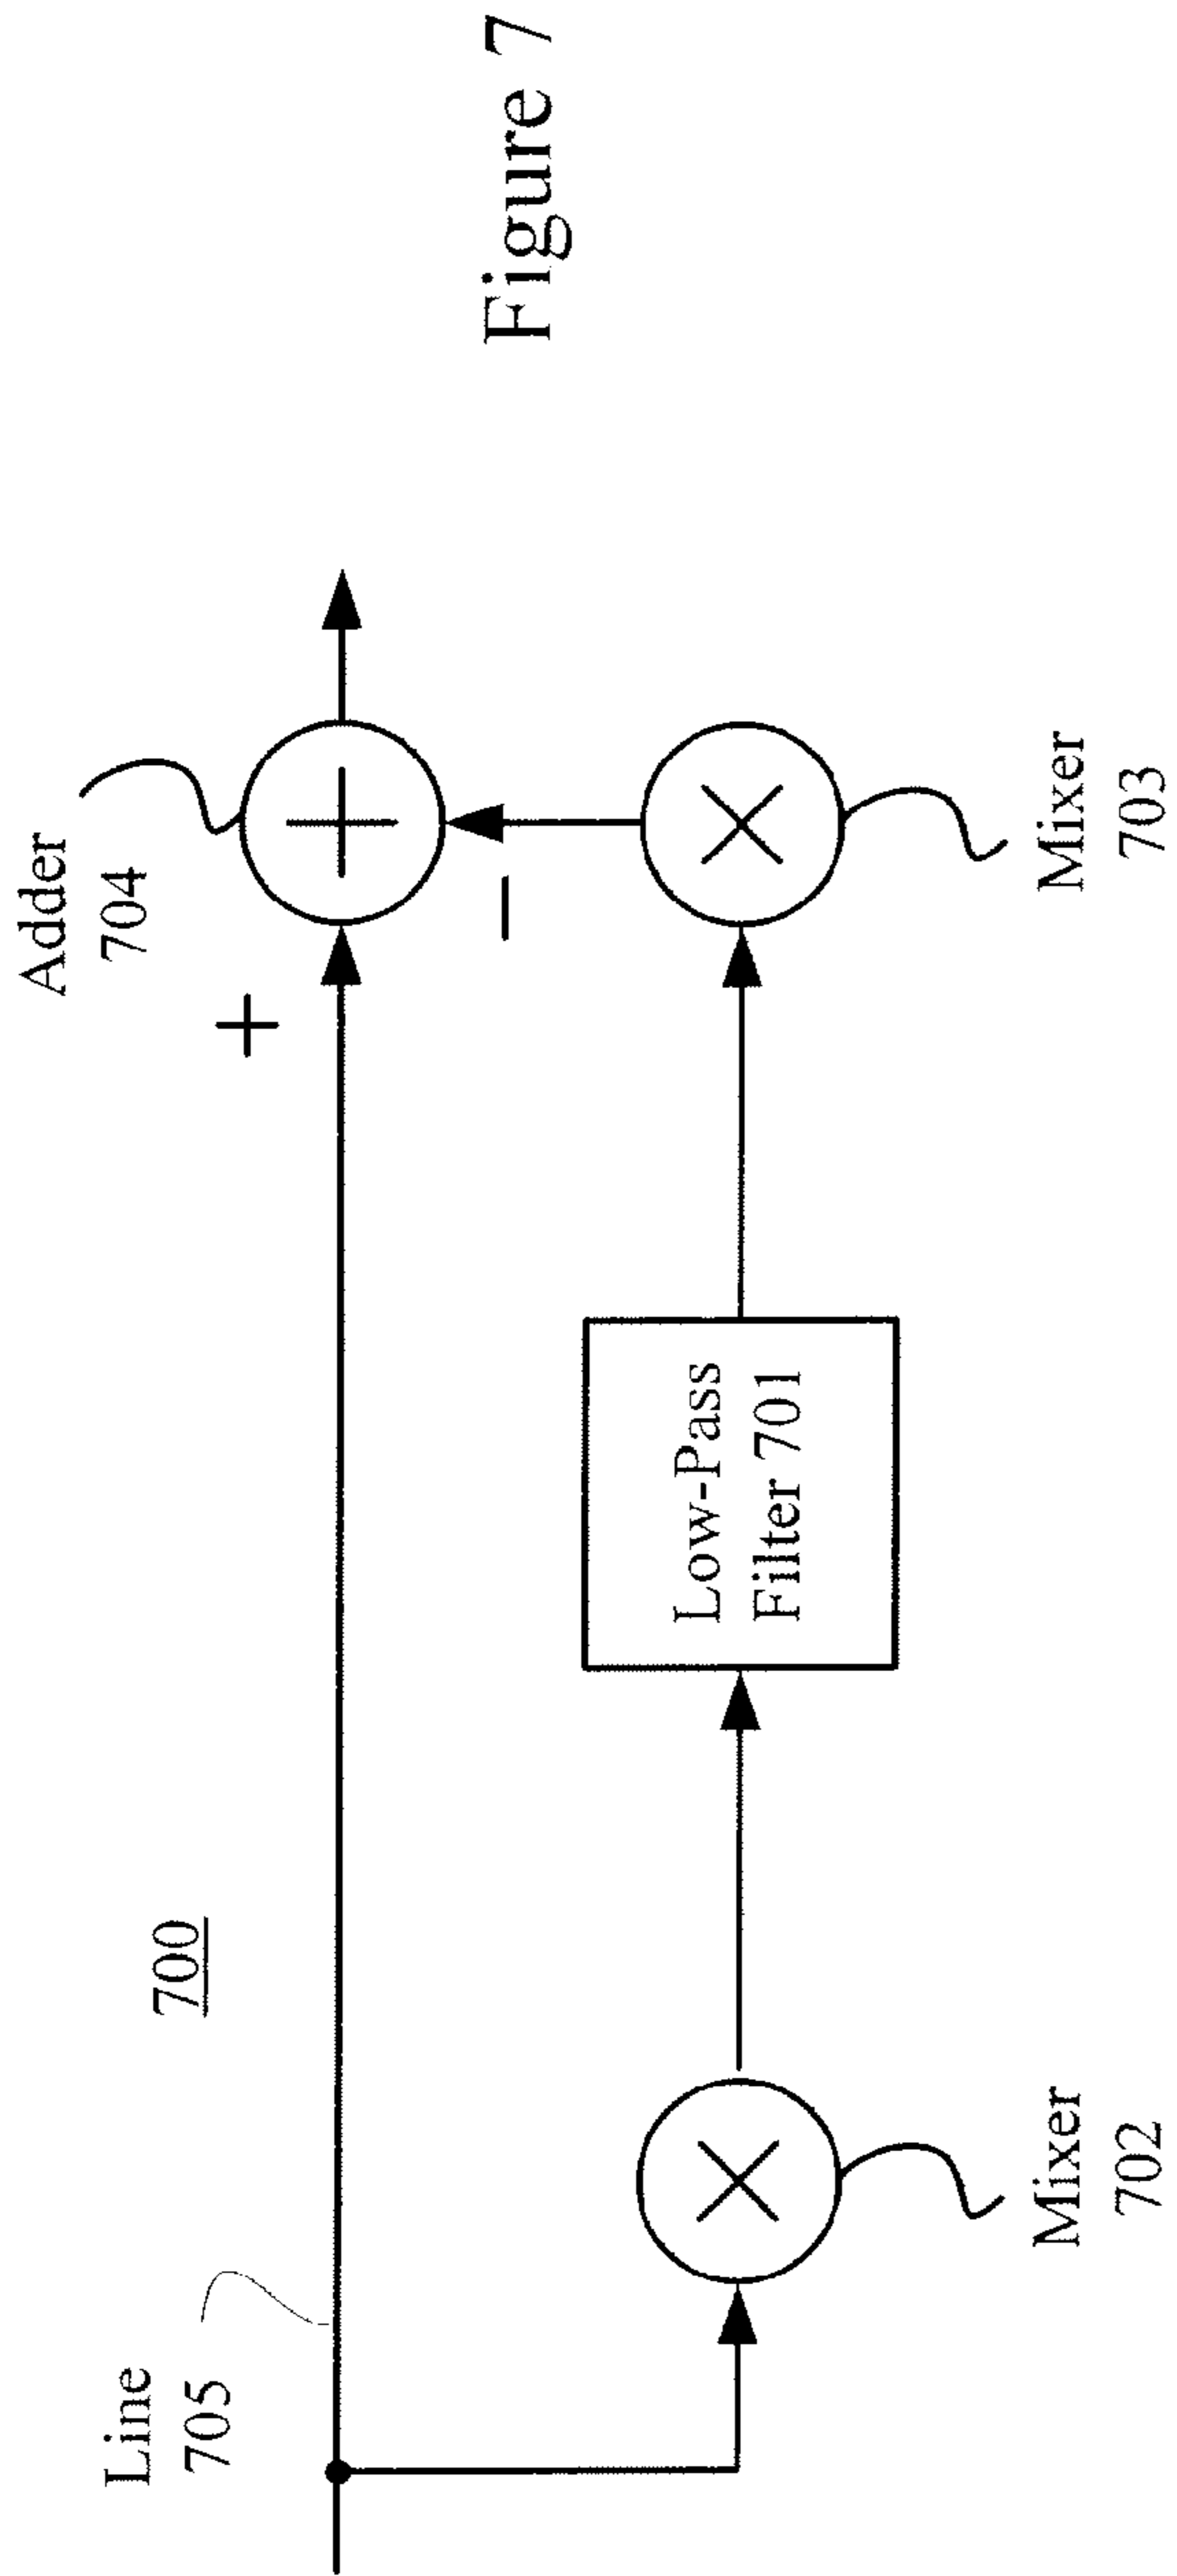 700
Line
705
Adder
704
+
−
Low-Pass
Filter 701
Mixer
702
Mixer
703
Figure 7